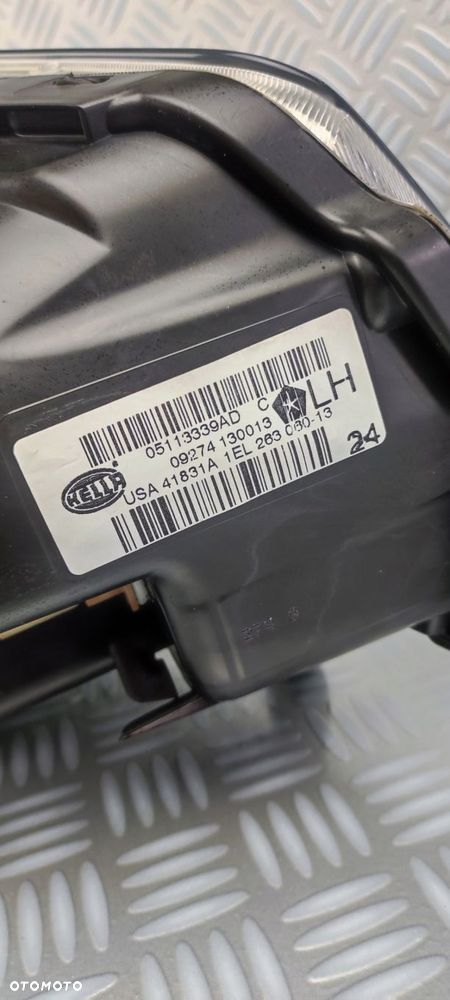 05113339AD C
09274 130013
LH
HELLA
USA 41831A 1EL 263 060-13
24
OTOMOTO